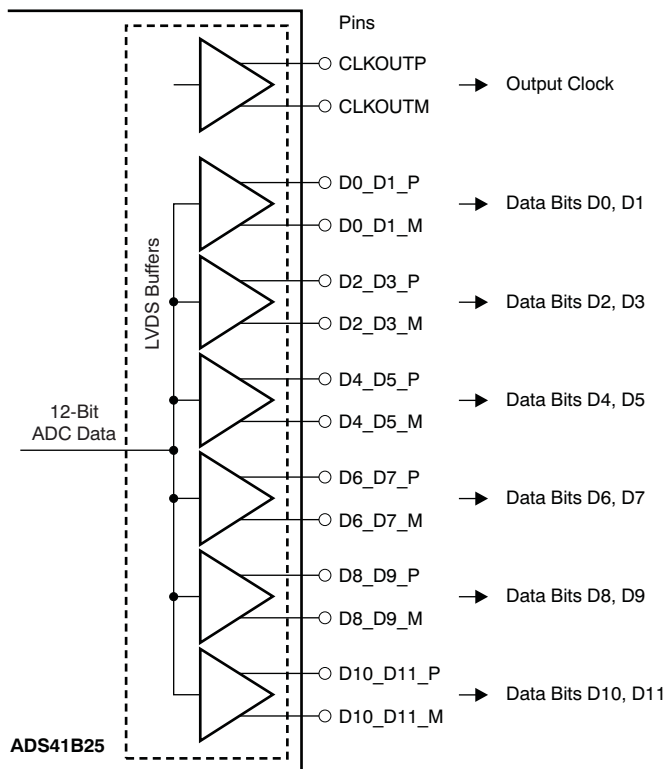 Pins
CLKOUTP
CLKOUTM
Output Clock
D0_D1_P
D0_D1_M
Data Bits D0, D1
LVDS Buffers
D2_D3_P
D2_D3_M
Data Bits D2, D3
12-Bit
ADC Data
D4_D5_P
D4_D5_M
Data Bits D4, D5
D6_D7_P
D6_D7_M
Data Bits D6, D7
D8_D9_P
D8_D9_M
Data Bits D8, D9
D10_D11_P
D10_D11_M
Data Bits D10, D11
ADS41B25